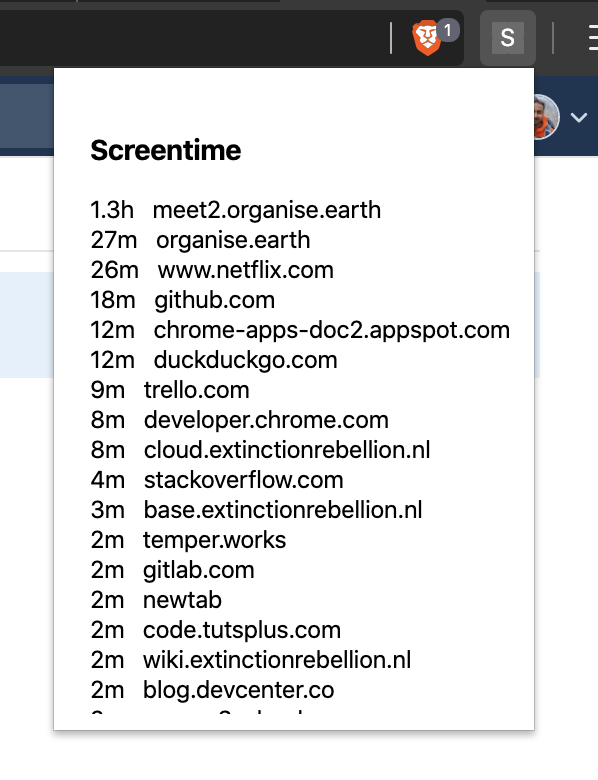 1
S
Screentime
1.3h meet2.organise.earth
27m organise.earth
26m www.netflix.com
18m github.com
12m chrome-apps-doc2.appspot.com
12m duckduckgo.com
9m trello.com
8m developer.chrome.com
8m cloud.extinctionrebellion.nl
4m stackoverflow.com
3m base.extinctionrebellion.nl
2m temper.works
2m gitlab.com
2m newtab
2m code.tutsplus.com
2m wiki.extinctionrebellion.nl
2m blog.devcenter.co